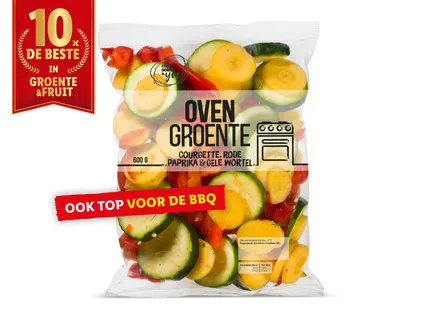 10x
DE BESTE
IN
GROENTE
&FRUIT
OVEN
GROENTE
COURGETTE, RODE
PAPRIKA & GELE WORTEL
600 G
OOK TOP VOOR DE BBQ